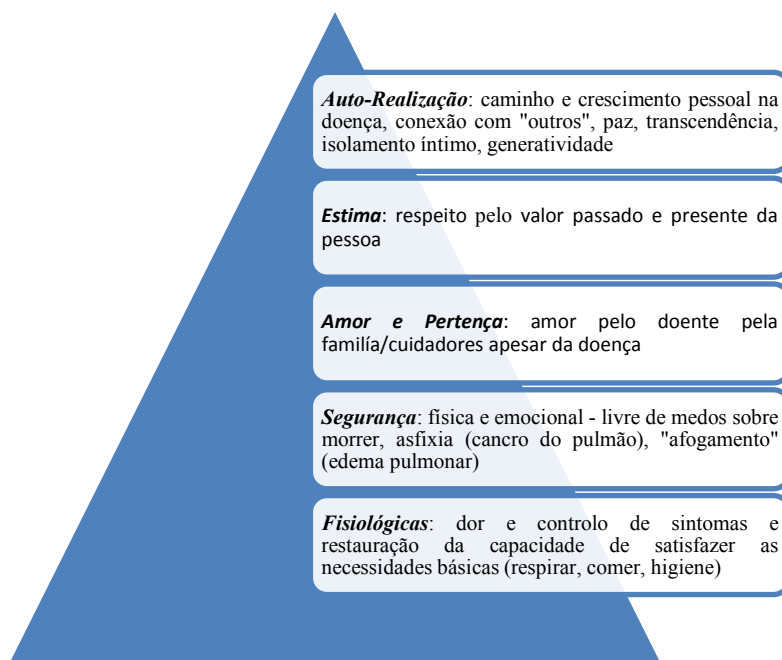 Auto-Realização: caminho e crescimento pessoal na
doença, conexão com "outros", paz, transcendência,
isolamento íntimo, generatividade
Estima: respeito pelo valor passado e presente da
pessoa
Amor e Pertença: amor pelo doente pela
familía/cuidadores apesar da doença
Segurança: física e emocional - livre de medos sobre
morrer, asfixia (cancro do pulmão), "afogamento"
(edema pulmonar)
Fisiológicas: dor e controlo de sintomas e
restauração da capacidade de satisfazer as
necessidades básicas (respirar, comer, higiene)